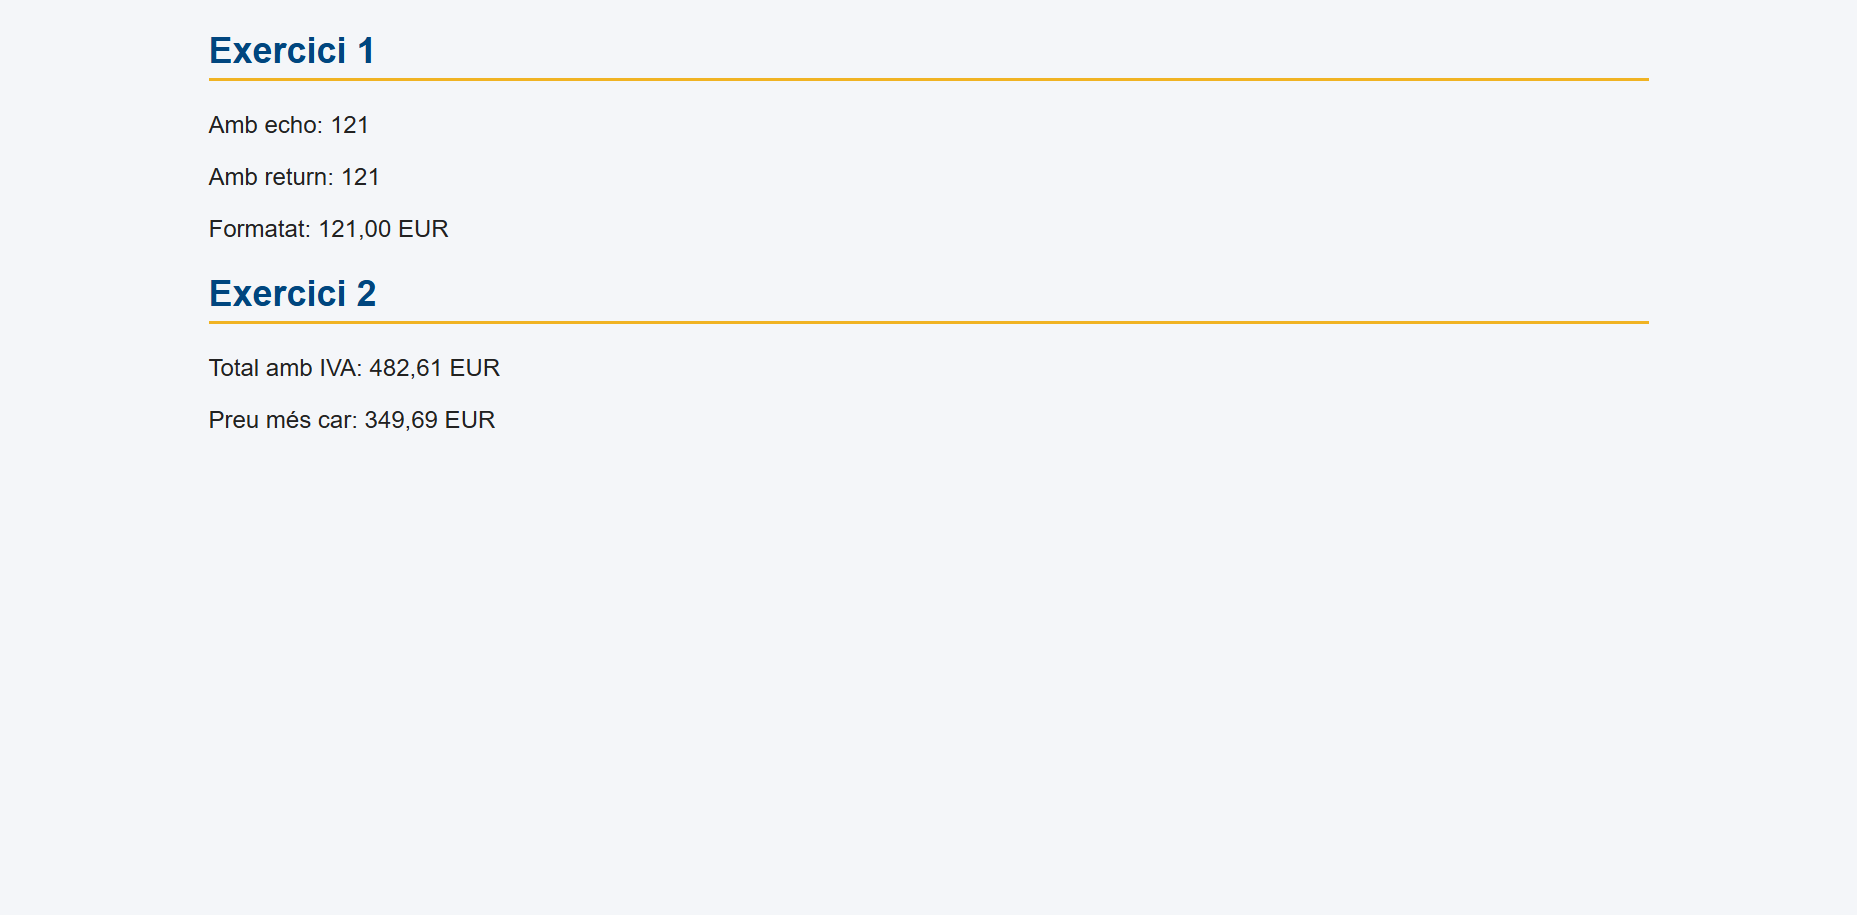 Exercici 1
Amb echo: 121
Amb return: 121
Formatat: 121,00 EUR
Exercici 2
Total amb IVA: 482,61 EUR
Preu més car: 349,69 EUR